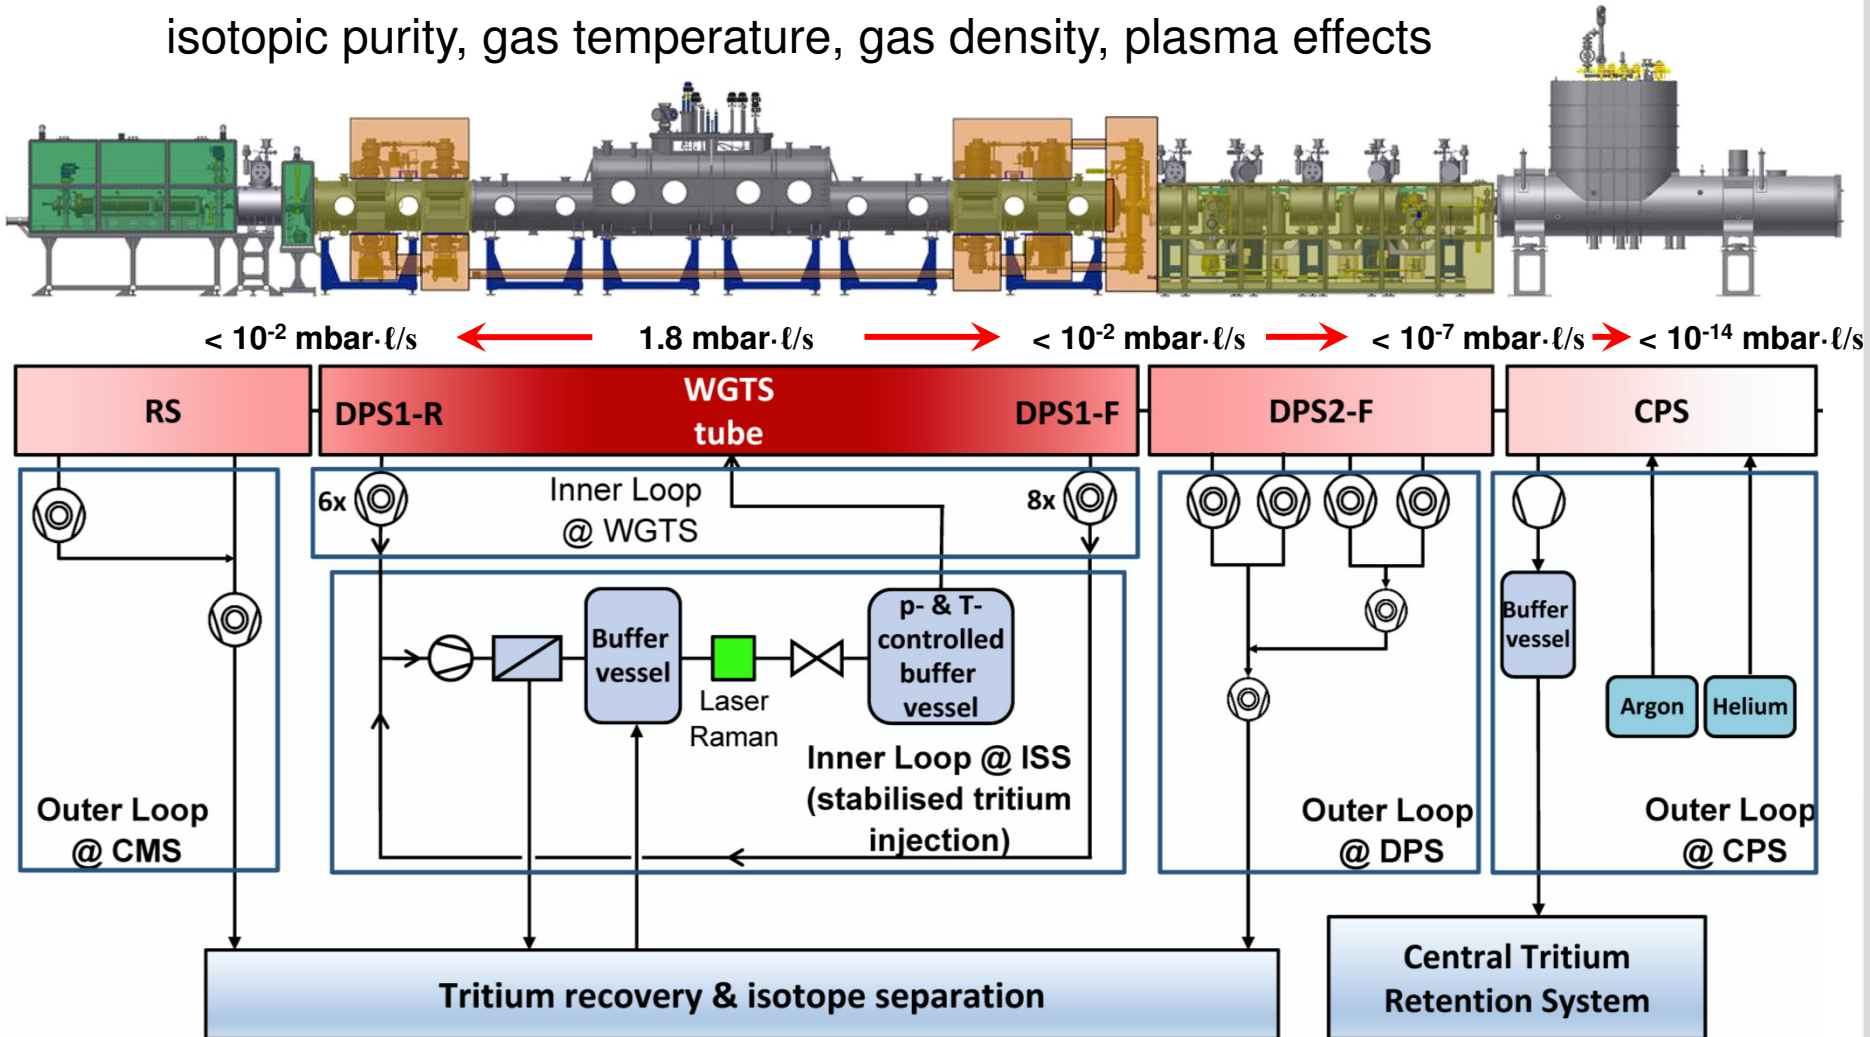 isotopic purity, gas temperature, gas density, plasma effects
< 10⁻² mbar·ℓ/s
1.8 mbar·ℓ/s
< 10⁻² mbar·ℓ/s
< 10⁻⁷ mbar·ℓ/s
< 10⁻¹⁴ mbar·ℓ/s
RS
DPS1-R
WGTS
tube
DPS1-F
DPS2-F
CPS
6x
Inner Loop
@ WGTS
8x
Buffer
vessel
Laser
Raman
p- & T-
controlled
buffer
vessel
Inner Loop @ ISS
(stabilised tritium
injection)
Buffer
vessel
Argon
Helium
Outer Loop
@ CMS
Outer Loop
@ DPS
Outer Loop
@ CPS
Tritium recovery & isotope separation
Central Tritium
Retention System